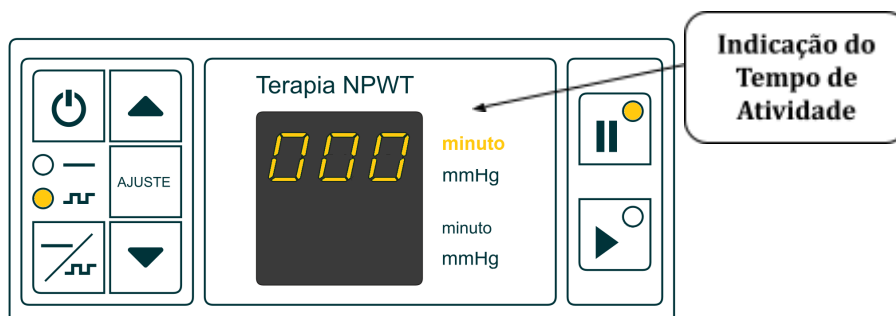 Indicação do
Tempo de
Atividade
Terapia NPWT
000
minuto
mmHg
minuto
mmHg
AJUSTE